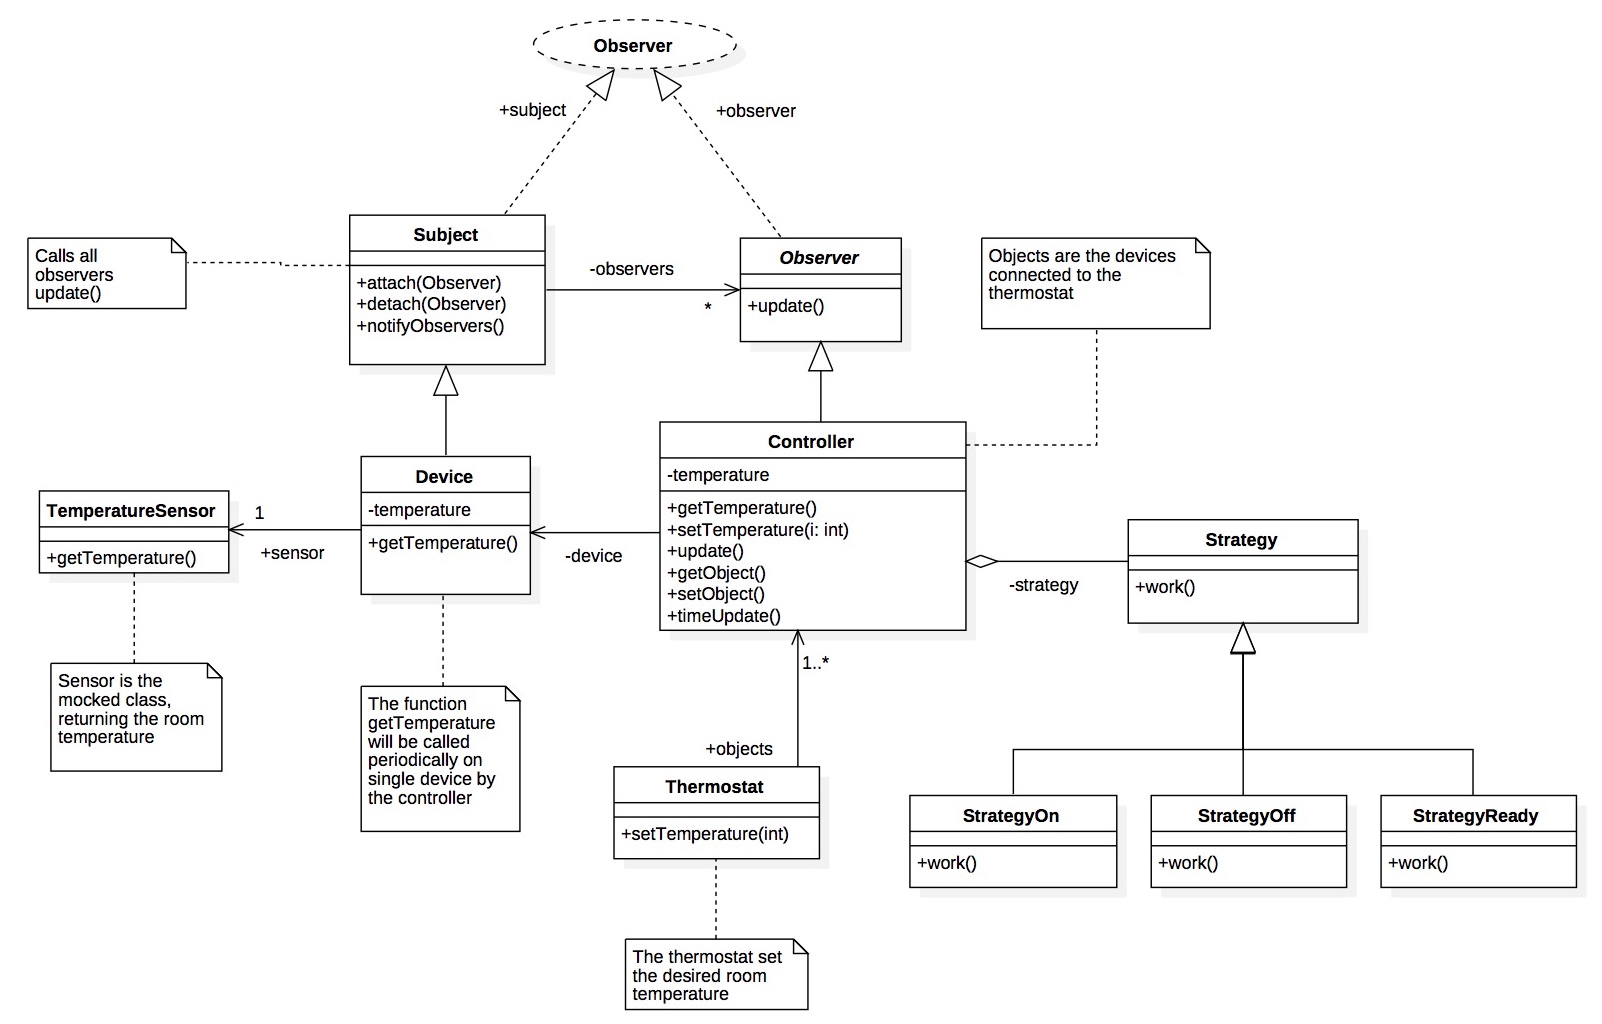 Observer
+subject
+observer
Subject
+attach(Observer)
+detach(Observer)
+notifyObservers()
Calls all
observers
update()
-observers
*
Observer
+update()
Objects are the devices
connected to the
thermostat
Controller
-temperature
+getTemperature()
+setTemperature(i: int)
+update()
+getObject()
+setObject()
+timeUpdate()
Device
-temperature
+getTemperature()
TemperatureSensor
+getTemperature()
1
+sensor
-device
-strategy
Strategy
+work()
Sensor is the
mocked class,
returning the room
temperature
The function
getTemperature
will be called
periodically on
single device by
the controller
1..*
+objects
Thermostat
+setTemperature(int)
StrategyOn
+work()
StrategyOff
+work()
StrategyReady
+work()
The thermostat set
the desired room
temperature